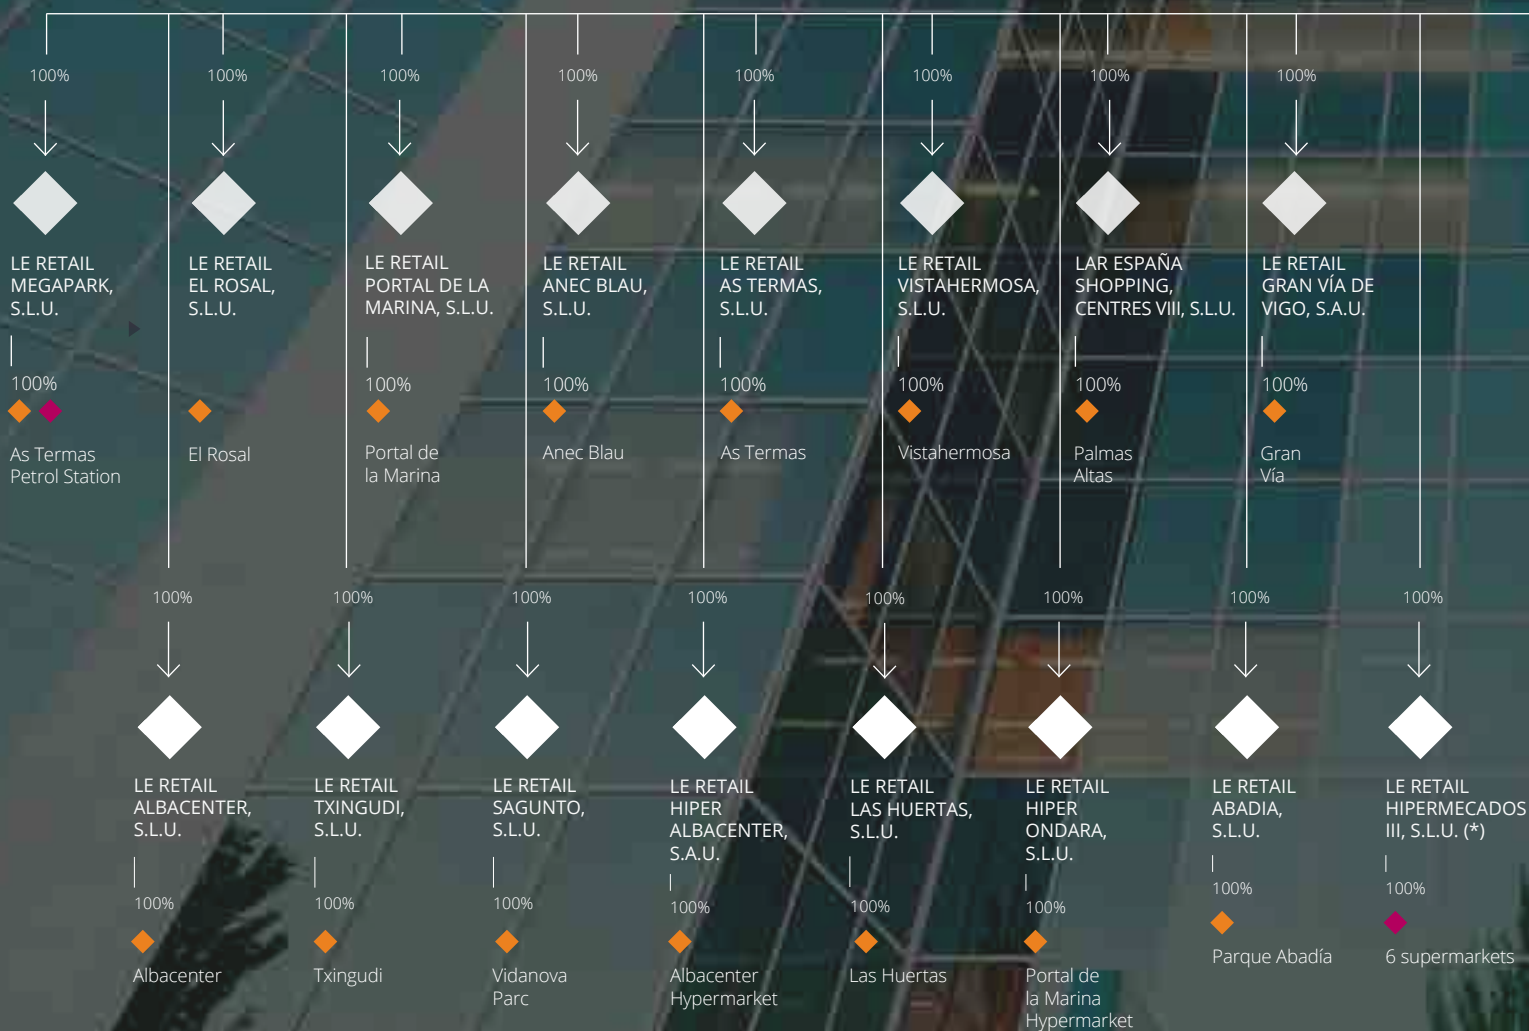 100%
100%
100%
100%
100%
100%
100%
100%
LE RETAIL
MEGAPARK,
S.L.U.
LE RETAIL
EL ROSAL,
S.L.U.
LE RETAIL
PORTAL DE LA
MARINA, S.L.U.
LE RETAIL
ANEC BLAU,
S.L.U.
LE RETAIL
AS TERMAS,
S.L.U.
LE RETAIL
VISTAHERMOSA,
S.L.U.
LAR ESPAÑA
SHOPPING,
CENTRES VIII, S.L.U.
LE RETAIL
GRAN VÍA DE
VIGO, S.A.U.
100%
100%
100%
100%
100%
100%
100%
As Termas
Petrol Station
El Rosal
Portal de
la Marina
Anec Blau
As Termas
Vistahermosa
Palmas
Altas
Gran
Vía
100%
100%
100%
100%
100%
100%
100%
100%
LE RETAIL
ALBACENTER,
S.L.U.
LE RETAIL
TXINGUDI,
S.L.U.
LE RETAIL
SAGUNTO,
S.L.U.
LE RETAIL
HIPER
ALBACENTER,
S.A.U.
LE RETAIL
LAS HUERTAS,
S.L.U.
LE RETAIL
HIPER
ONDARA,
S.L.U.
LE RETAIL
ABADIA,
S.L.U.
LE RETAIL
HIPERMECADOS
III, S.L.U. (*)
100%
100%
100%
100%
100%
100%
100%
100%
Albacenter
Txingudi
Vidanova
Parc
Albacenter
Hypermarket
Las Huertas
Portal de
la Marina
Hypermarket
Parque Abadía
6 supermarkets